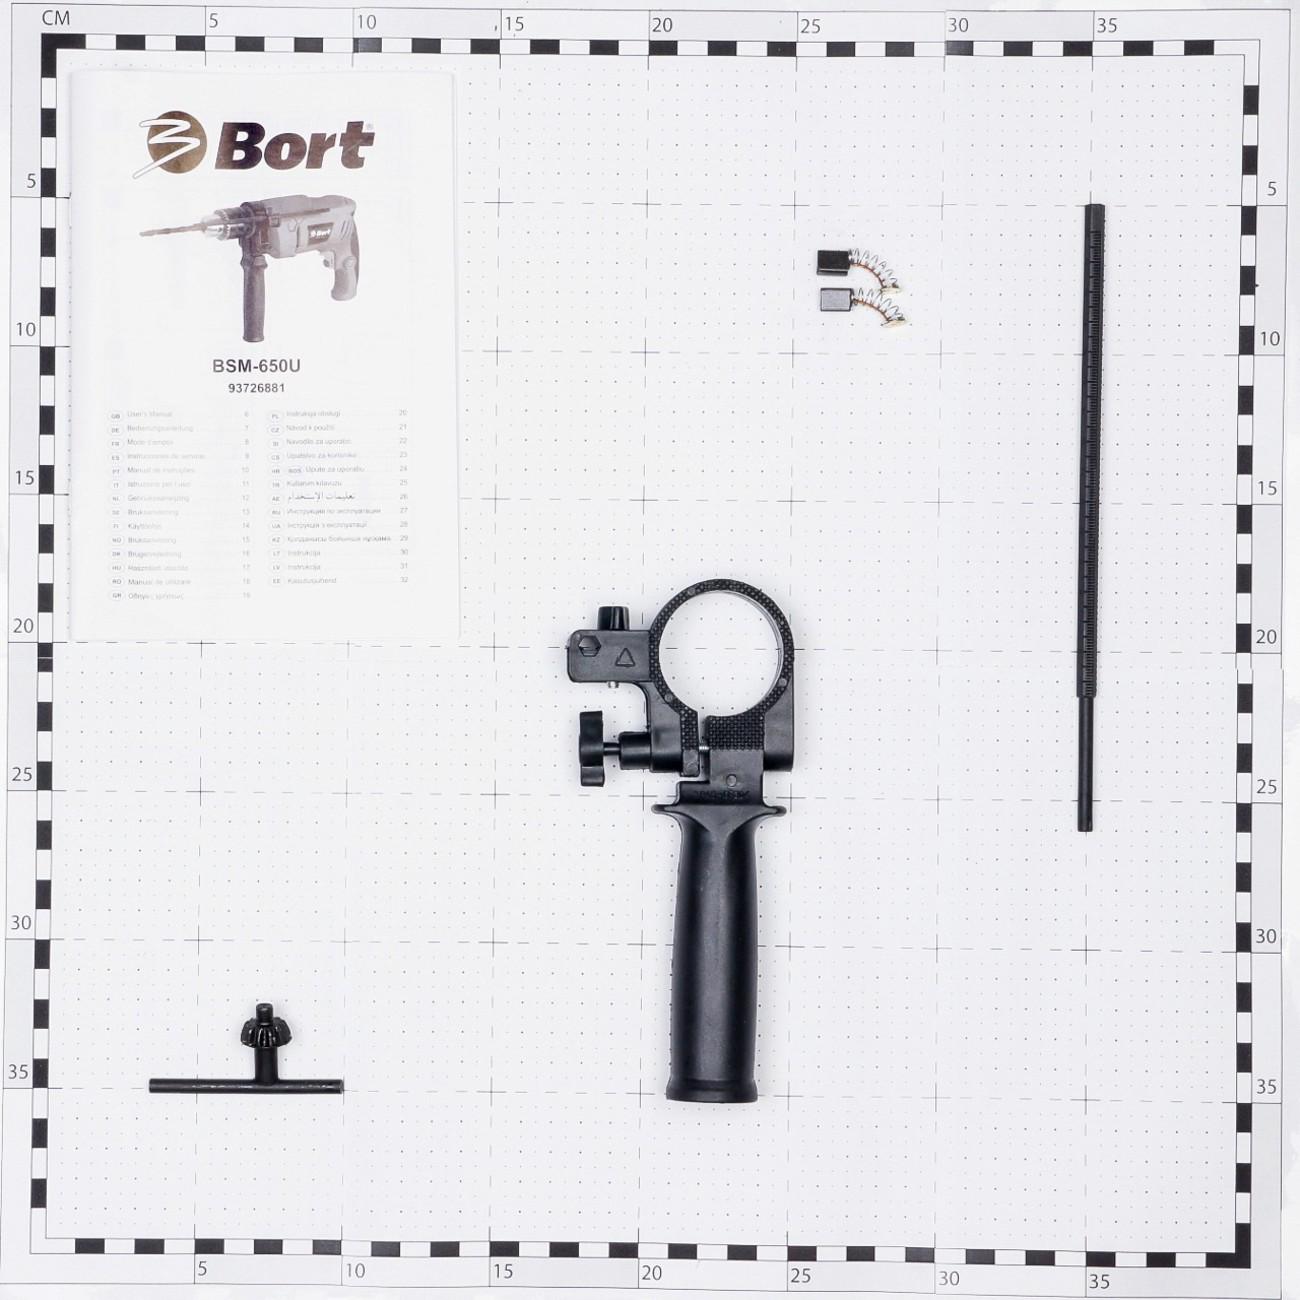 CM
5
10
15
20
25
30
35
Bort
Bort
BSM-650U
93726881
GB User's Manual 6
DE Bedienungsanleitung 7
FR Mode d'emploi 8
ES Instrucciones de servicio 9
PT Manual de instruções 10
IT Istruzioni per l'uso 11
NL Gebruiksaanwijzing 12
SE Bruksanvisning 13
FI Käyttöohje 14
NO Bruksanvisning 15
DK Brugervejledning 16
HU Használati utasítás 17
RO Manual de utilizare 18
GR Οδηγίες χρήσεως 19
PL Instrukcja obsługi 20
CZ Návod k použití 21
SI Navodilo za uporabo 22
CS Uputstvo za korisnike 23
HR BOS Upute za uporabu 24
TR Kullanım kılavuzu 25
AE تعليمات الإستخدام 26
RU Инструкция по эксплуатации 27
UA Інструкція з експлуатації 28
KZ Қолданысы бойынша нұсқама 29
LT Instrukcija 30
LV Instrukcija 31
EE Kasutusjuhend 32
5
10
15
20
25
30
35
5
10
15
20
25
30
35
5
10
15
20
25
30
35